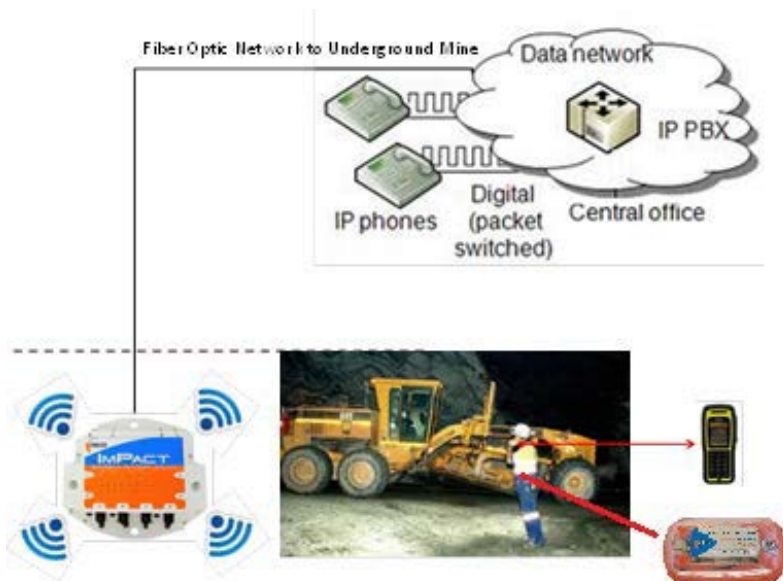 Fiber Optic Network to Underground Mine
Data network
IP PBX
IP phones
Digital
(packet
switched)
Central office
IMPACT